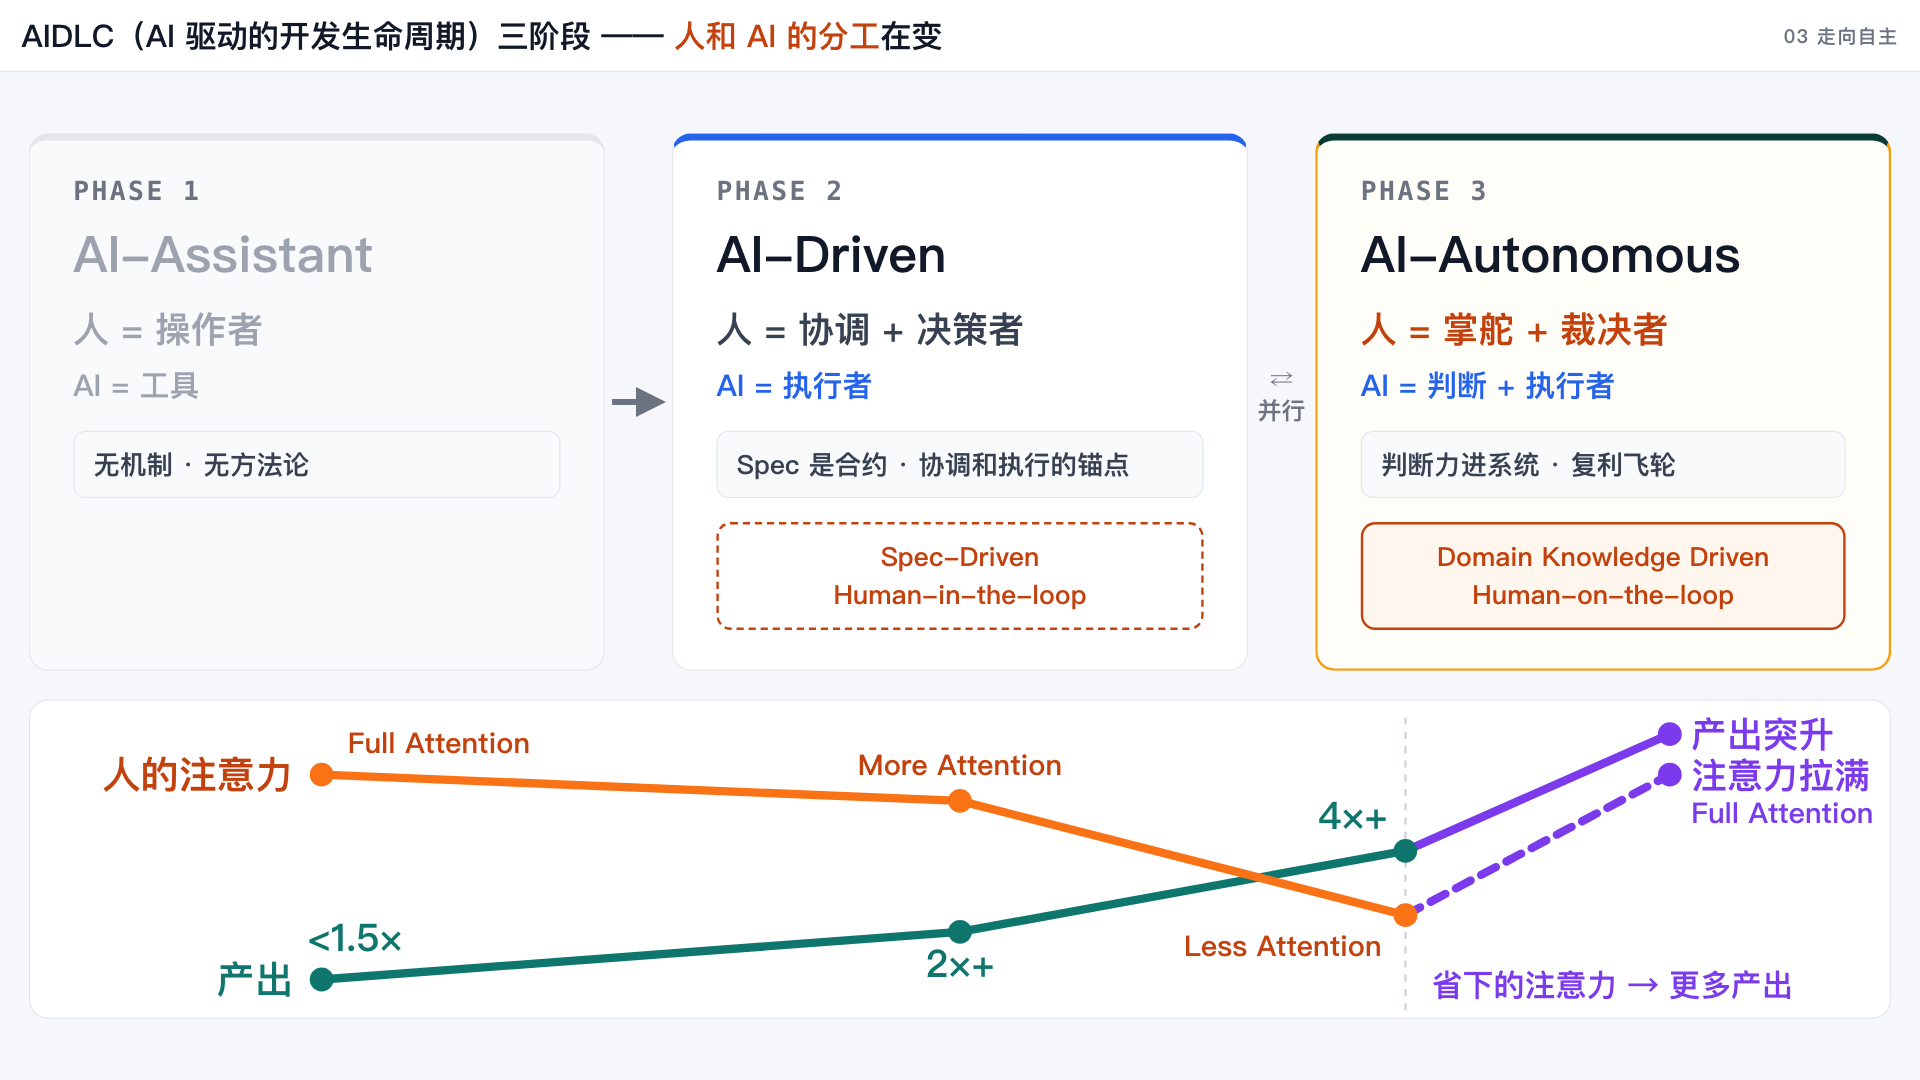 AIDLC（AI 驱动的开发生命周期）三阶段 —— 人和 AI 的分工在变
03 走向自主
PHASE 1
AI–Assistant
人 = 操作者
AI = 工具
无机制 · 无方法论
PHASE 2
AI–Driven
人 = 协调 + 决策者
AI = 执行者
Spec 是合约 · 协调和执行的锚点
Spec–Driven
Human–in–the–loop
⇄
并行
PHASE 3
AI–Autonomous
人 = 掌舵 + 裁决者
AI = 判断 + 执行者
判断力进系统 · 复利飞轮
Domain Knowledge Driven
Human–on–the–loop
人的注意力
Full Attention
More Attention
Less Attention
产出
<1.5×
2×+
4×+
产出突升
注意力拉满
Full Attention
省下的注意力 → 更多产出